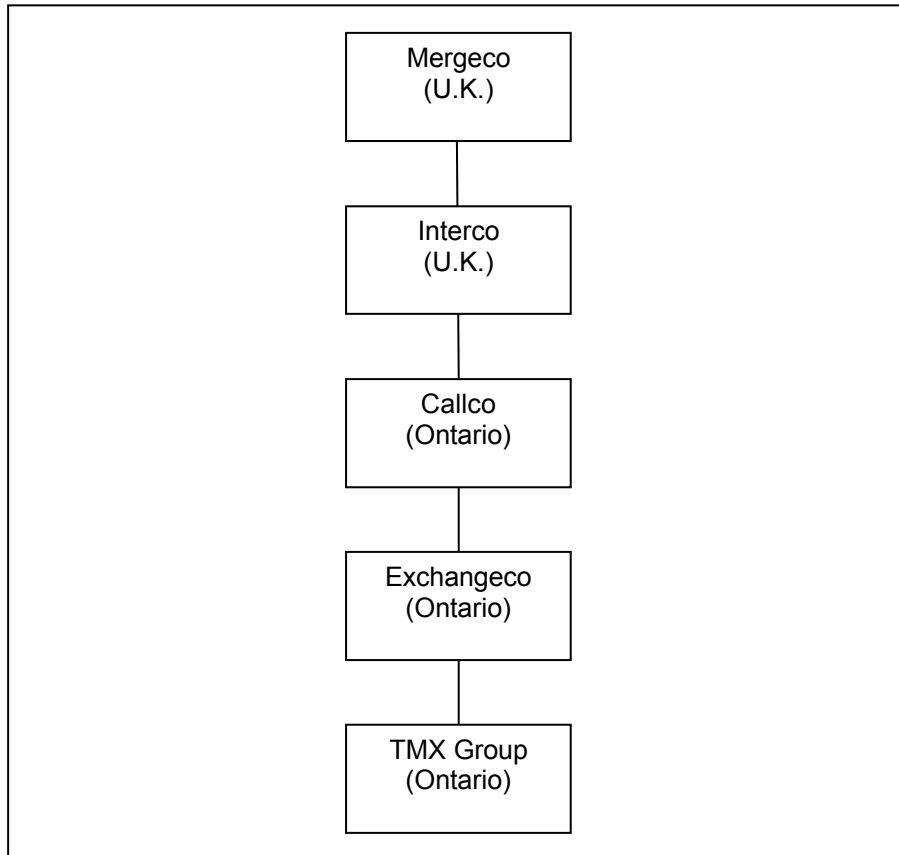 Mergeco
(U.K.)
Interco
(U.K.)
Callco
(Ontario)
Exchangeco
(Ontario)
TMX Group
(Ontario)